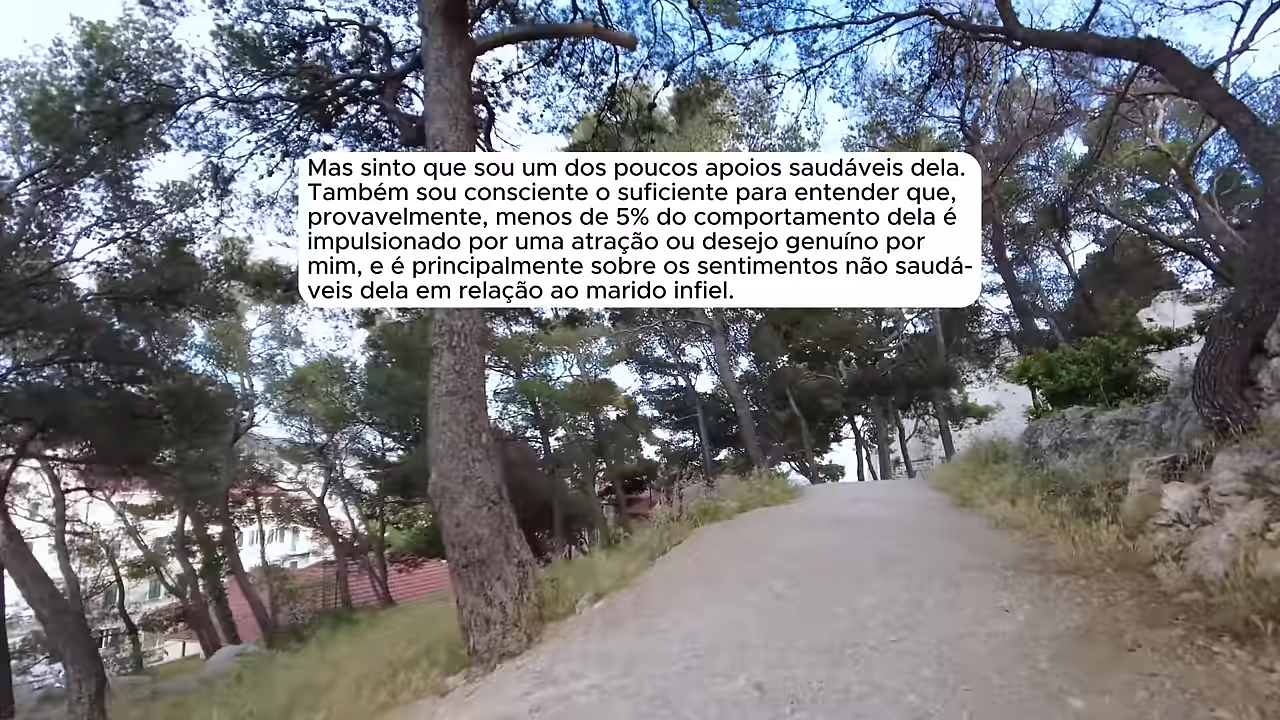 Mas sinto que sou um dos poucos apoios saudáveis dela.
Também sou consciente o suficiente para entender que,
provavelmente, menos de 5% do comportamento dela é
impulsionado por uma atração ou desejo genuíno por
mim, e é principalmente sobre os sentimentos não saudá-
veis dela em relação ao marido infiel.